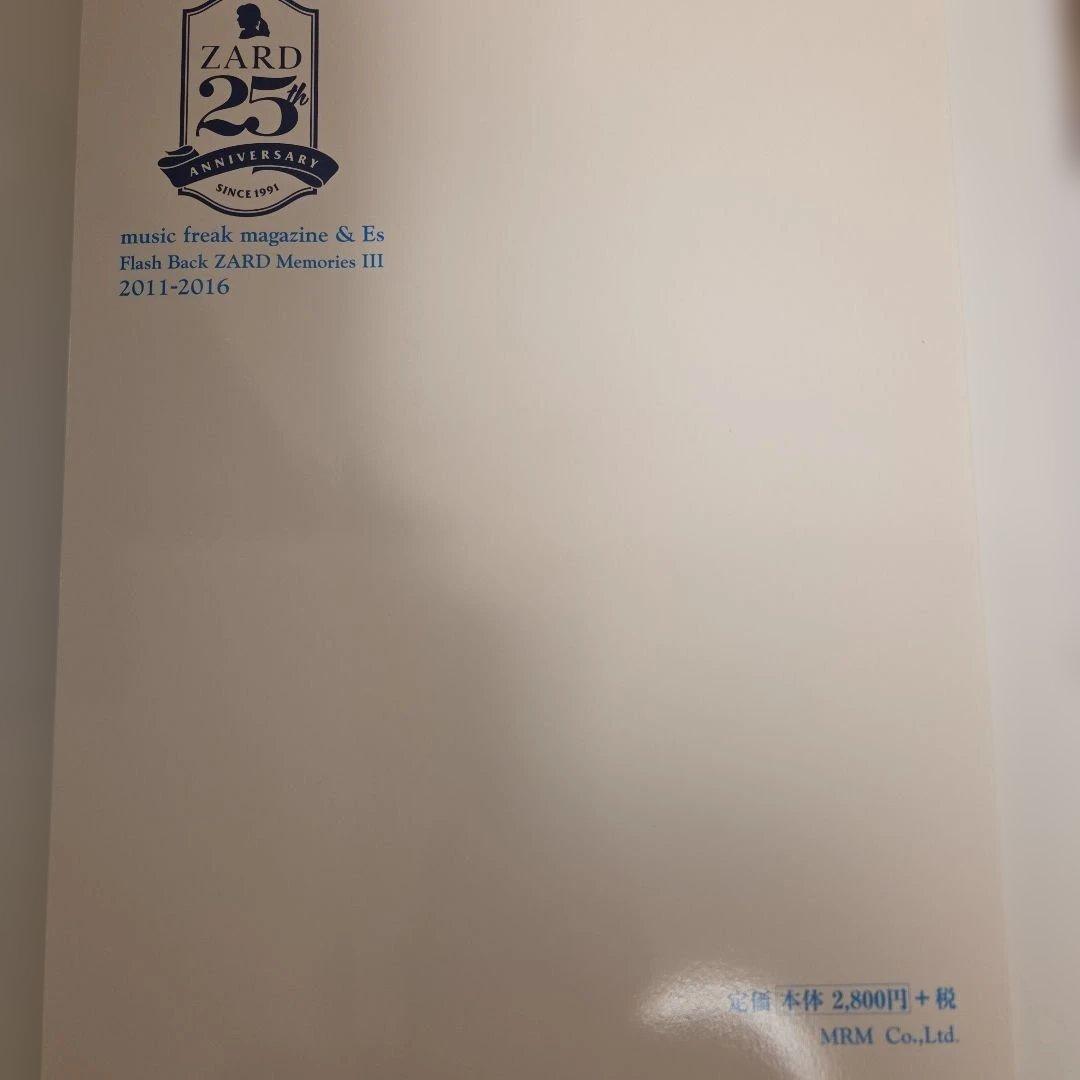 ZARD
25th
ANNIVERSARY
SINCE 1991
music freak magazine & Es
Flash Back ZARD Memories III
2011-2016
定価 本体 2,800円 + 税
MRM Co.,Ltd.